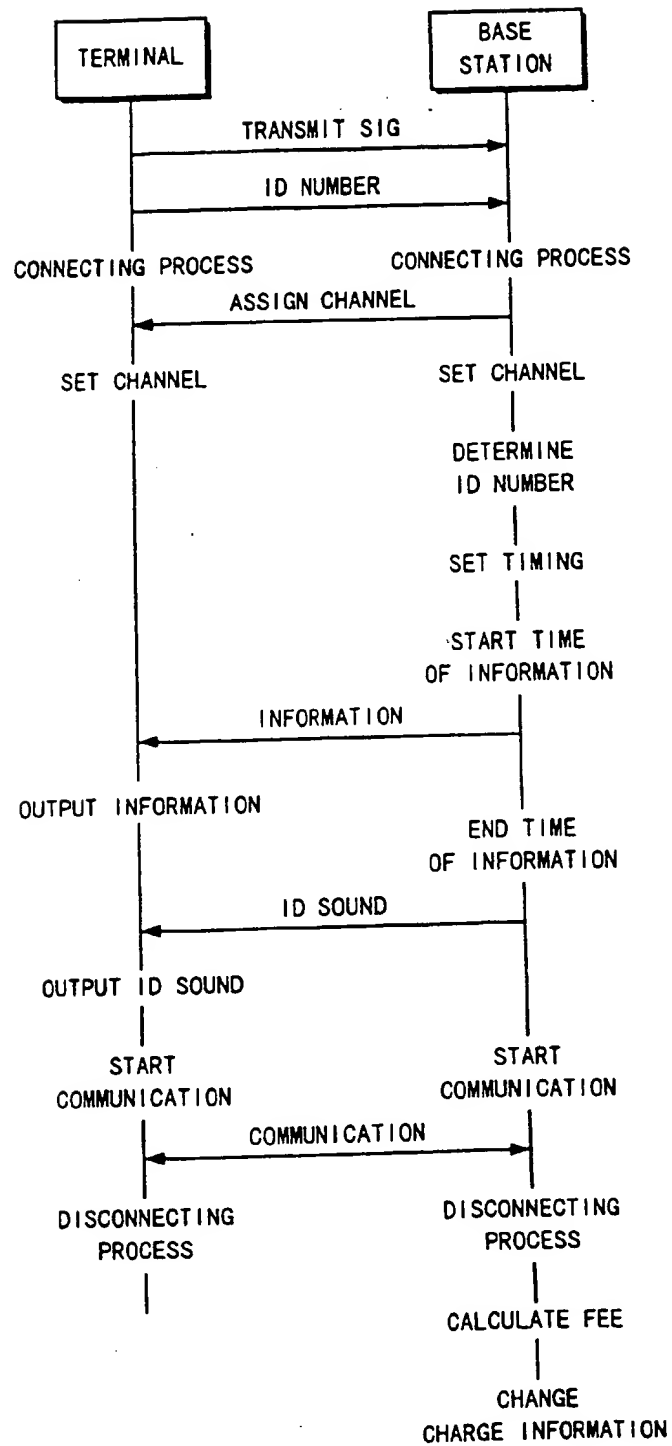 TERMINAL
BASE
STATION
TRANSMIT SIG
ID NUMBER
CONNECTING PROCESS
CONNECTING PROCESS
ASSIGN CHANNEL
SET CHANNEL
SET CHANNEL
DETERMINE
ID NUMBER
SET TIMING
START TIME
OF INFORMATION
INFORMATION
OUTPUT INFORMATION
END TIME
OF INFORMATION
ID SOUND
OUTPUT ID SOUND
START
COMMUNICATION
START
COMMUNICATION
COMMUNICATION
DISCONNECTING
PROCESS
DISCONNECTING
PROCESS
CALCULATE FEE
CHANGE
CHARGE INFORMATION